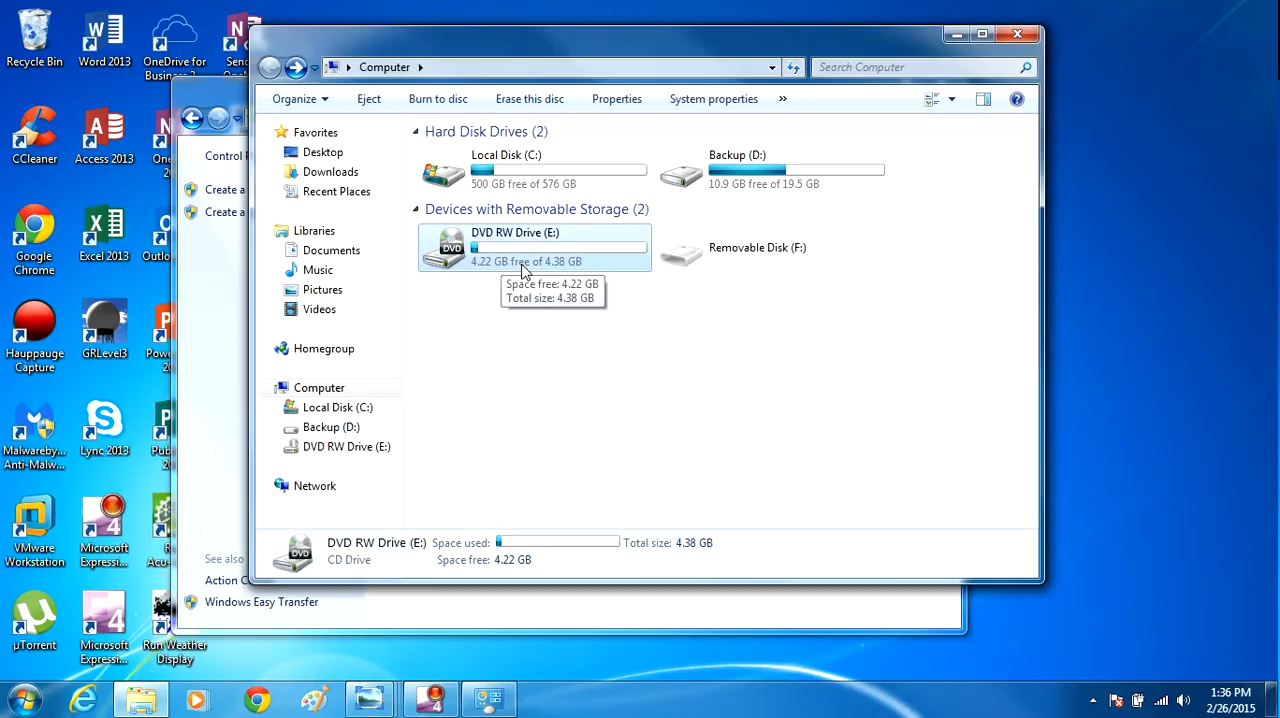 Recycle Bin
Word 2013
OneDrive for
Business 2
CCleaner
Access 2013
Google
Chrome
Excel 2013
Hauppauge
Capture
GRLevel3
Malwareby...
Anti-Malw...
Lync 2013
VMware
Workstation
Microsoft
Expressi...
µTorrent
Microsoft
Expressi...
Run Weather
Display
Computer
Search Computer
Organize
Eject
Burn to disc
Erase this disc
Properties
System properties
»
Favorites
Desktop
Downloads
Recent Places
Libraries
Documents
Music
Pictures
Videos
Homegroup
Computer
Local Disk (C:)
Backup (D:)
DVD RW Drive (E:)
Network
Hard Disk Drives (2)
Local Disk (C:)
500 GB free of 576 GB
Backup (D:)
10.9 GB free of 19.5 GB
Devices with Removable Storage (2)
DVD RW Drive (E:)
DVD
4.22 GB free of 4.38 GB
Removable Disk (F:)
Space free: 4.22 GB
Total size: 4.38 GB
DVD RW Drive (E:) Space used: Total size: 4.38 GB
CD Drive Space free: 4.22 GB
Control P
Create a
Create a
See also
Action C
Windows Easy Transfer
1:36 PM
2/26/2015